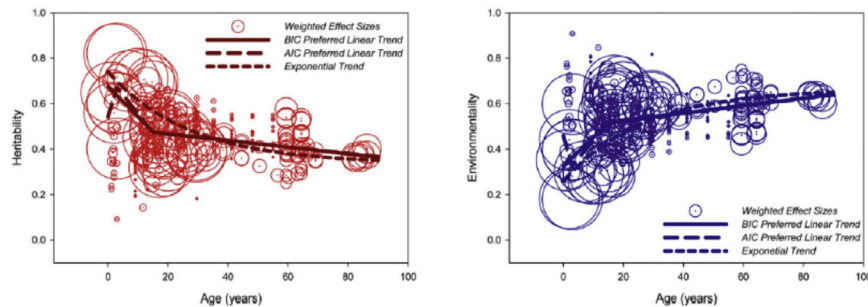 1.0
0.8
0.6
0.4
0.2
0.0
Heritability
Weighted Effect Sizes
BIC Preferred Linear Trend
AIC Preferred Linear Trend
Exponential Trend
0 20 40 60 80 100
Age (years)
1.0
0.8
0.6
0.4
0.2
0.0
Environmentality
Weighted Effect Sizes
BIC Preferred Linear Trend
AIC Preferred Linear Trend
Exponetial Trend
0 20 40 60 80 100
Age (years)